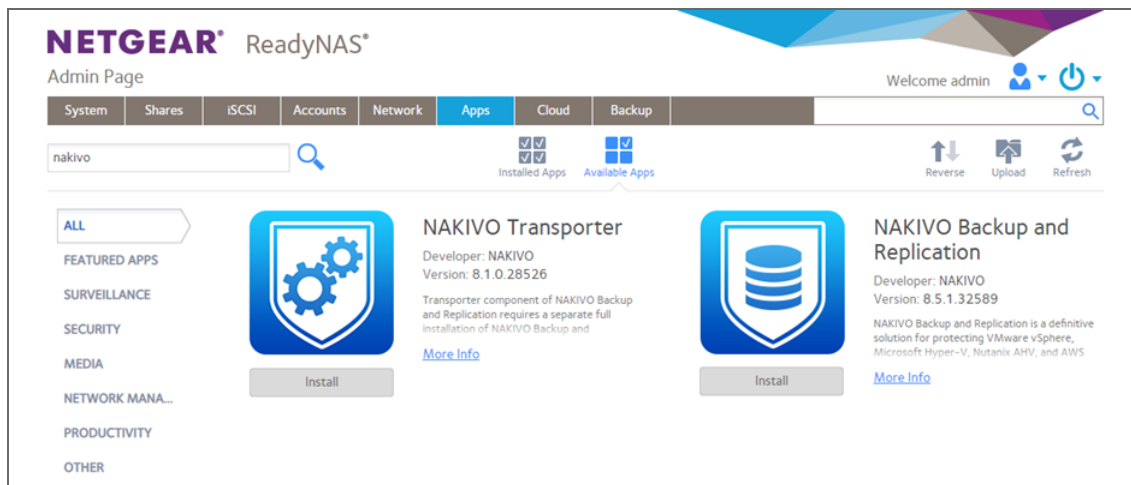 NETGEAR® ReadyNAS®
Admin Page
Welcome admin
System Shares iSCSI Accounts Network Apps Cloud Backup
nakivo
Installed Apps Available Apps
Reverse Upload Refresh
ALL
FEATURED APPS
SURVEILLANCE
SECURITY
MEDIA
NETWORK MANA...
PRODUCTIVITY
OTHER
NAKIVO Transporter
Developer: NAKIVO
Version: 8.1.0.28526
Transporter component of NAKIVO Backup
and Replication requires a separate full
installation of NAKIVO Backup and
More Info
Install
NAKIVO Backup and
Replication
Developer: NAKIVO
Version: 8.5.1.32589
NAKIVO Backup and Replication is a definitive
solution for protecting VMware vSphere,
Microsoft Hyper-V, Nutanix AHV, and AWS
More Info
Install